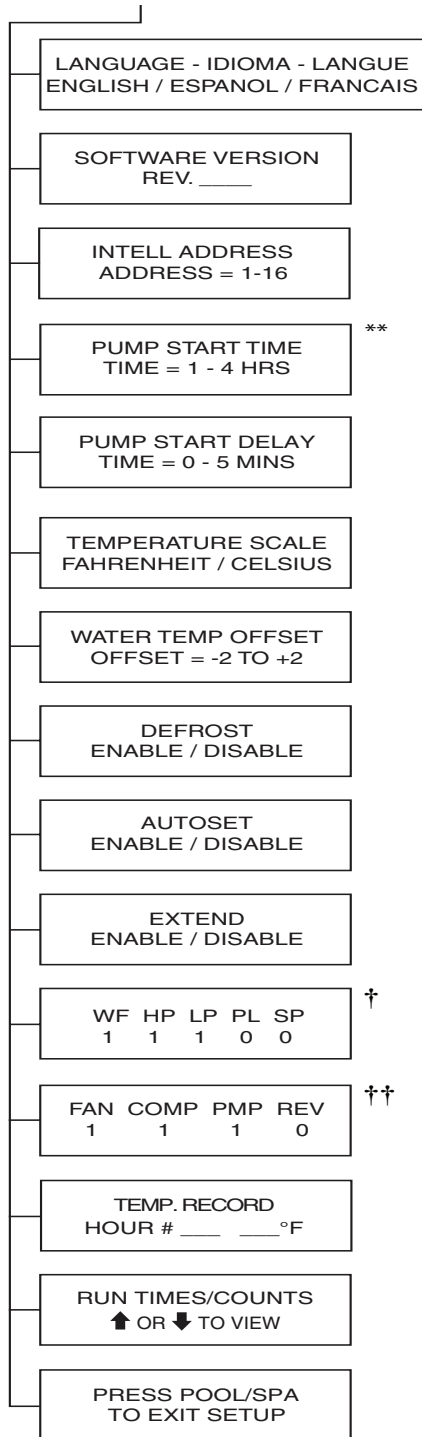 LANGUAGE - IDIOMA - LANGUE
ENGLISH / ESPANOL / FRANCAIS
SOFTWARE VERSION
REV. ____
INTELL ADDRESS
ADDRESS = 1-16
**
PUMP START TIME
TIME = 1 - 4 HRS
PUMP START DELAY
TIME = 0 - 5 MINS
TEMPERATURE SCALE
FAHRENHEIT / CELSIUS
WATER TEMP OFFSET
OFFSET = -2 TO +2
DEFROST
ENABLE / DISABLE
AUTOSET
ENABLE / DISABLE
EXTEND
ENABLE / DISABLE
†
WF HP LP PL SP
1 1 1 0 0
††
FAN COMP PMP REV
1 1 1 0
TEMP. RECORD
HOUR # ___ ___°F
RUN TIMES/COUNTS
⬆ OR ⬇ TO VIEW
PRESS POOL/SPA
TO EXIT SETUP